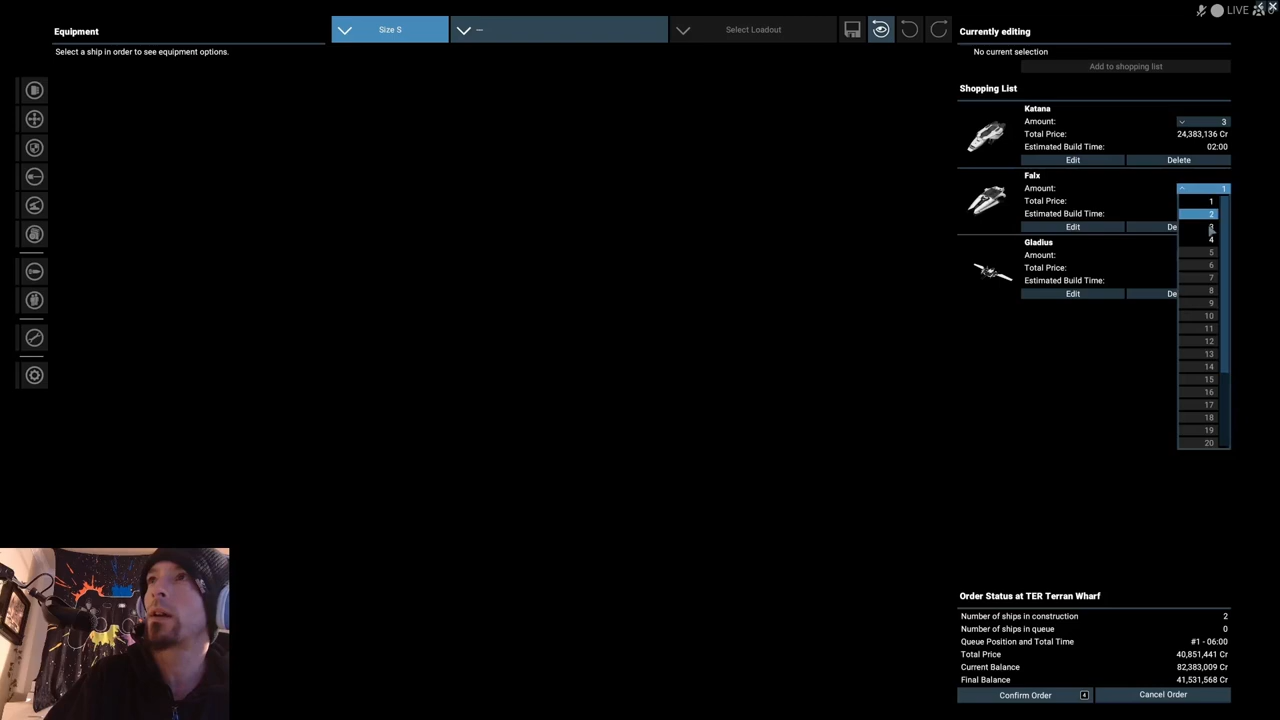 Equipment
Select a ship in order to see equipment options.
Size S
—
Select Loadout
LIVE
Currently editing
No current selection
Add to shopping list
Shopping List
Katana
Amount: 3
Total Price: 24,383,136 Cr
Estimated Build Time: 02:00
Edit Delete
Falx
Amount: 1
Total Price:
Estimated Build Time:
Edit De
Gladius
Amount:
Total Price:
Estimated Build Time:
Edit De
1
2
3
4
5
6
7
8
9
10
11
12
13
14
15
16
17
18
19
20
Order Status at TER Terran Wharf
Number of ships in construction 2
Number of ships in queue 0
Queue Position and Total Time #1 - 06:00
Total Price 40,851,441 Cr
Current Balance 82,383,009 Cr
Final Balance 41,531,568 Cr
Confirm Order 4 Cancel Order